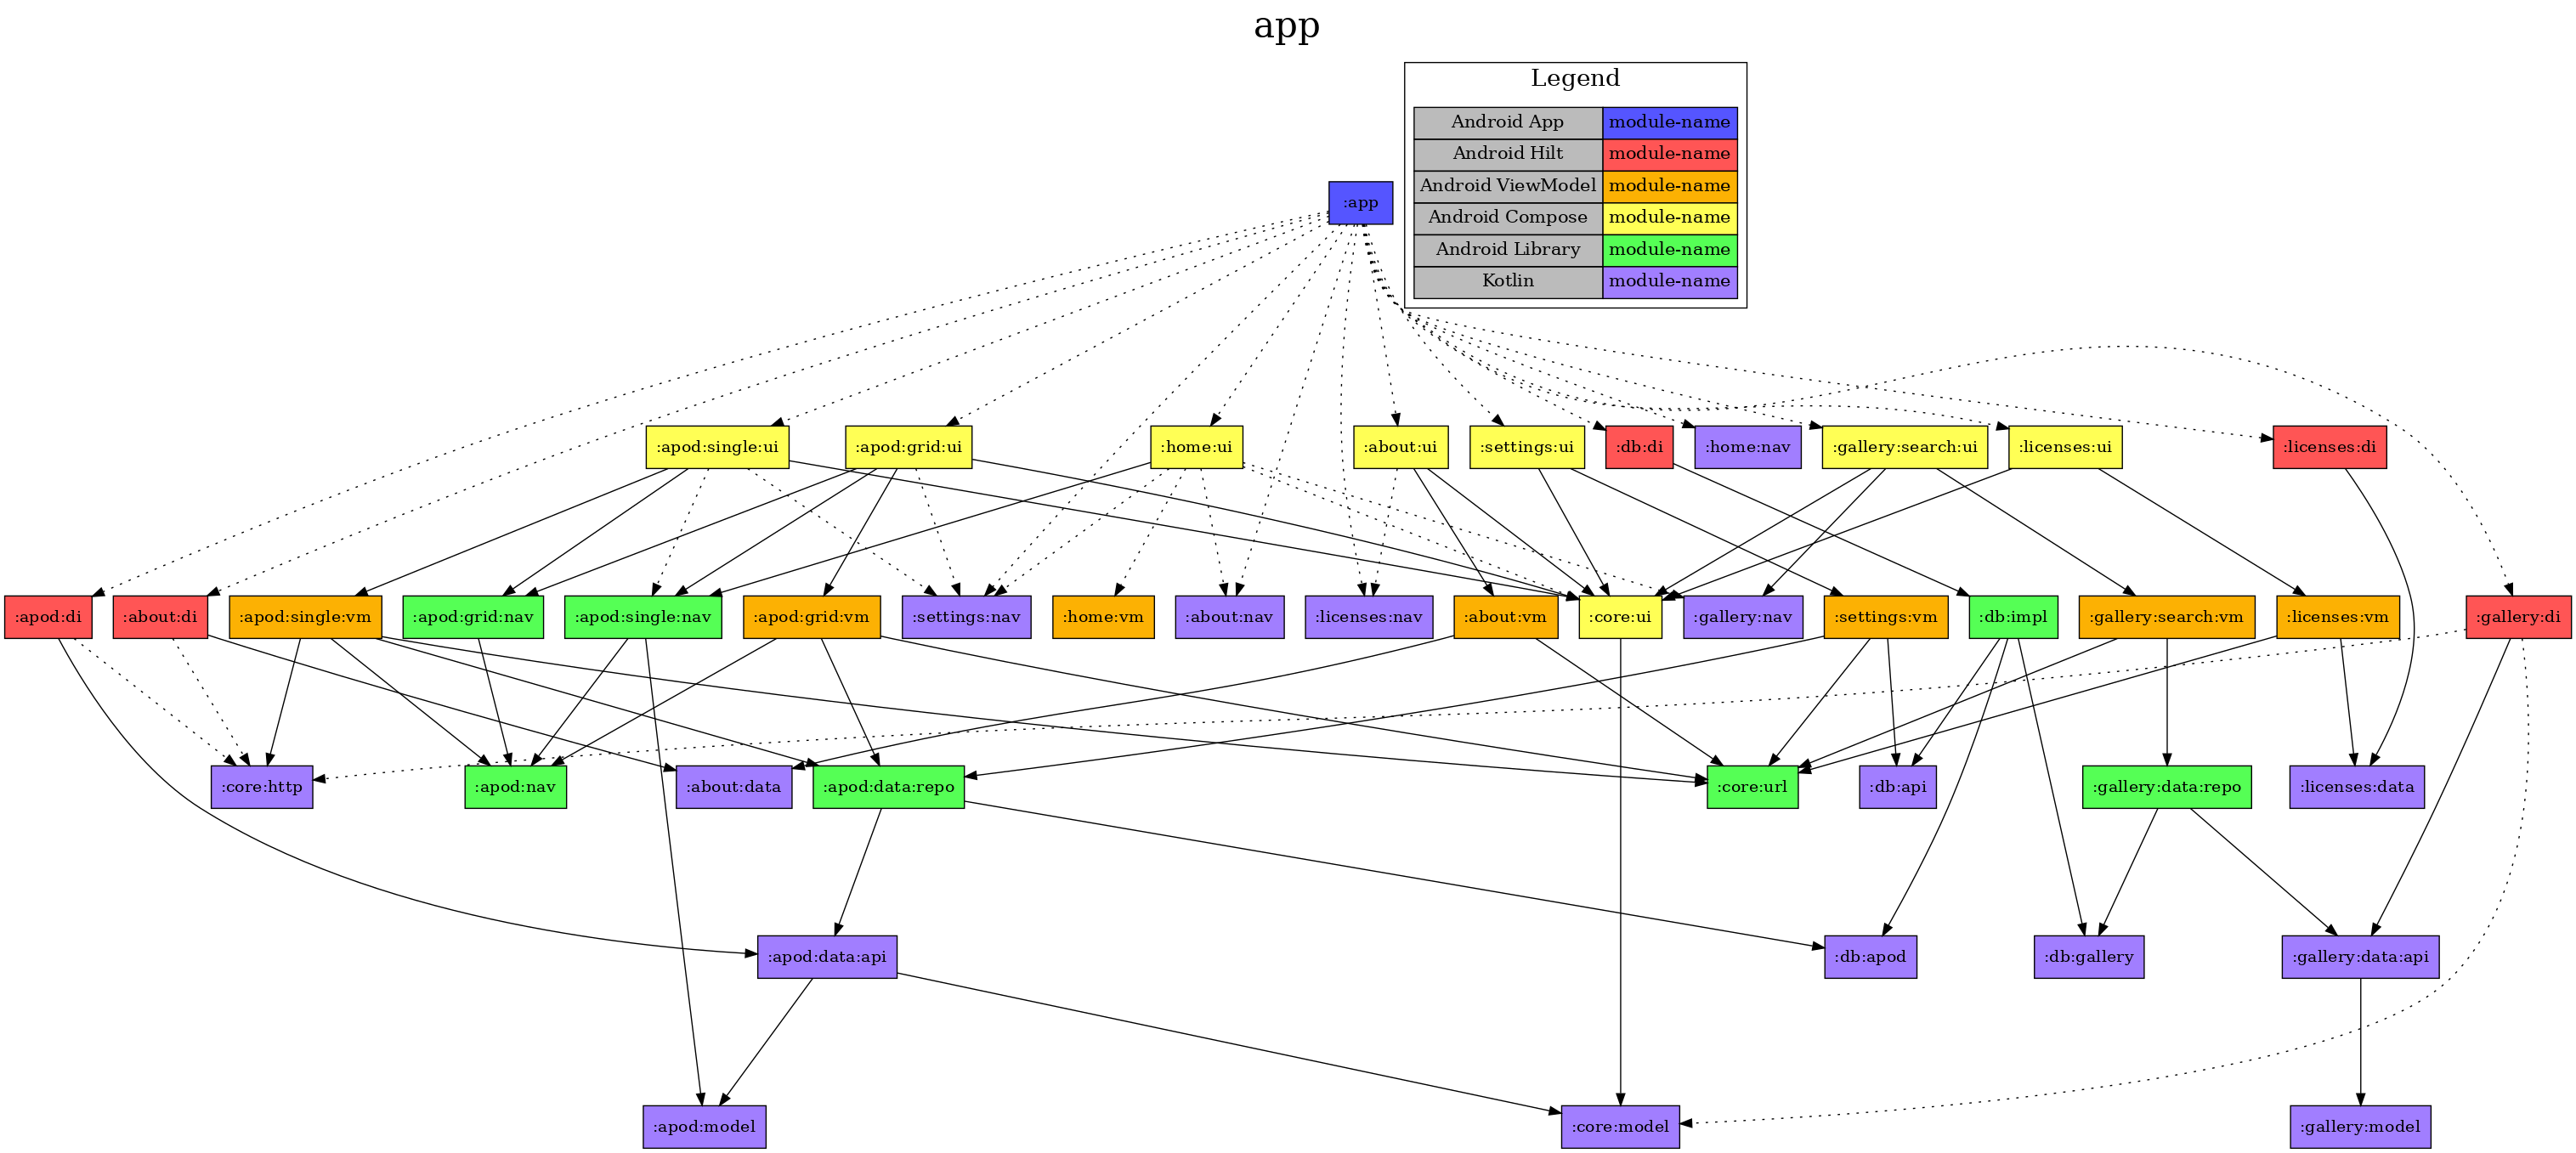 app
Legend
Android App module-name
Android Hilt module-name
Android ViewModel module-name
Android Compose module-name
Android Library module-name
Kotlin module-name
:app
:apod:single:ui
:apod:grid:ui
:home:ui
:about:ui
:settings:ui
:db:di
:home:nav
:gallery:search:ui
:licenses:ui
:licenses:di
:apod:di
:about:di
:apod:single:vm
:apod:grid:nav
:apod:single:nav
:apod:grid:vm
:settings:nav
:home:vm
:about:nav
:licenses:nav
:about:vm
:core:ui
:gallery:nav
:settings:vm
:db:impl
:gallery:search:vm
:licenses:vm
:gallery:di
:core:http
:apod:nav
:about:data
:apod:data:repo
:core:url
:db:api
:gallery:data:repo
:licenses:data
:apod:data:api
:db:apod
:db:gallery
:gallery:data:api
:apod:model
:core:model
:gallery:model